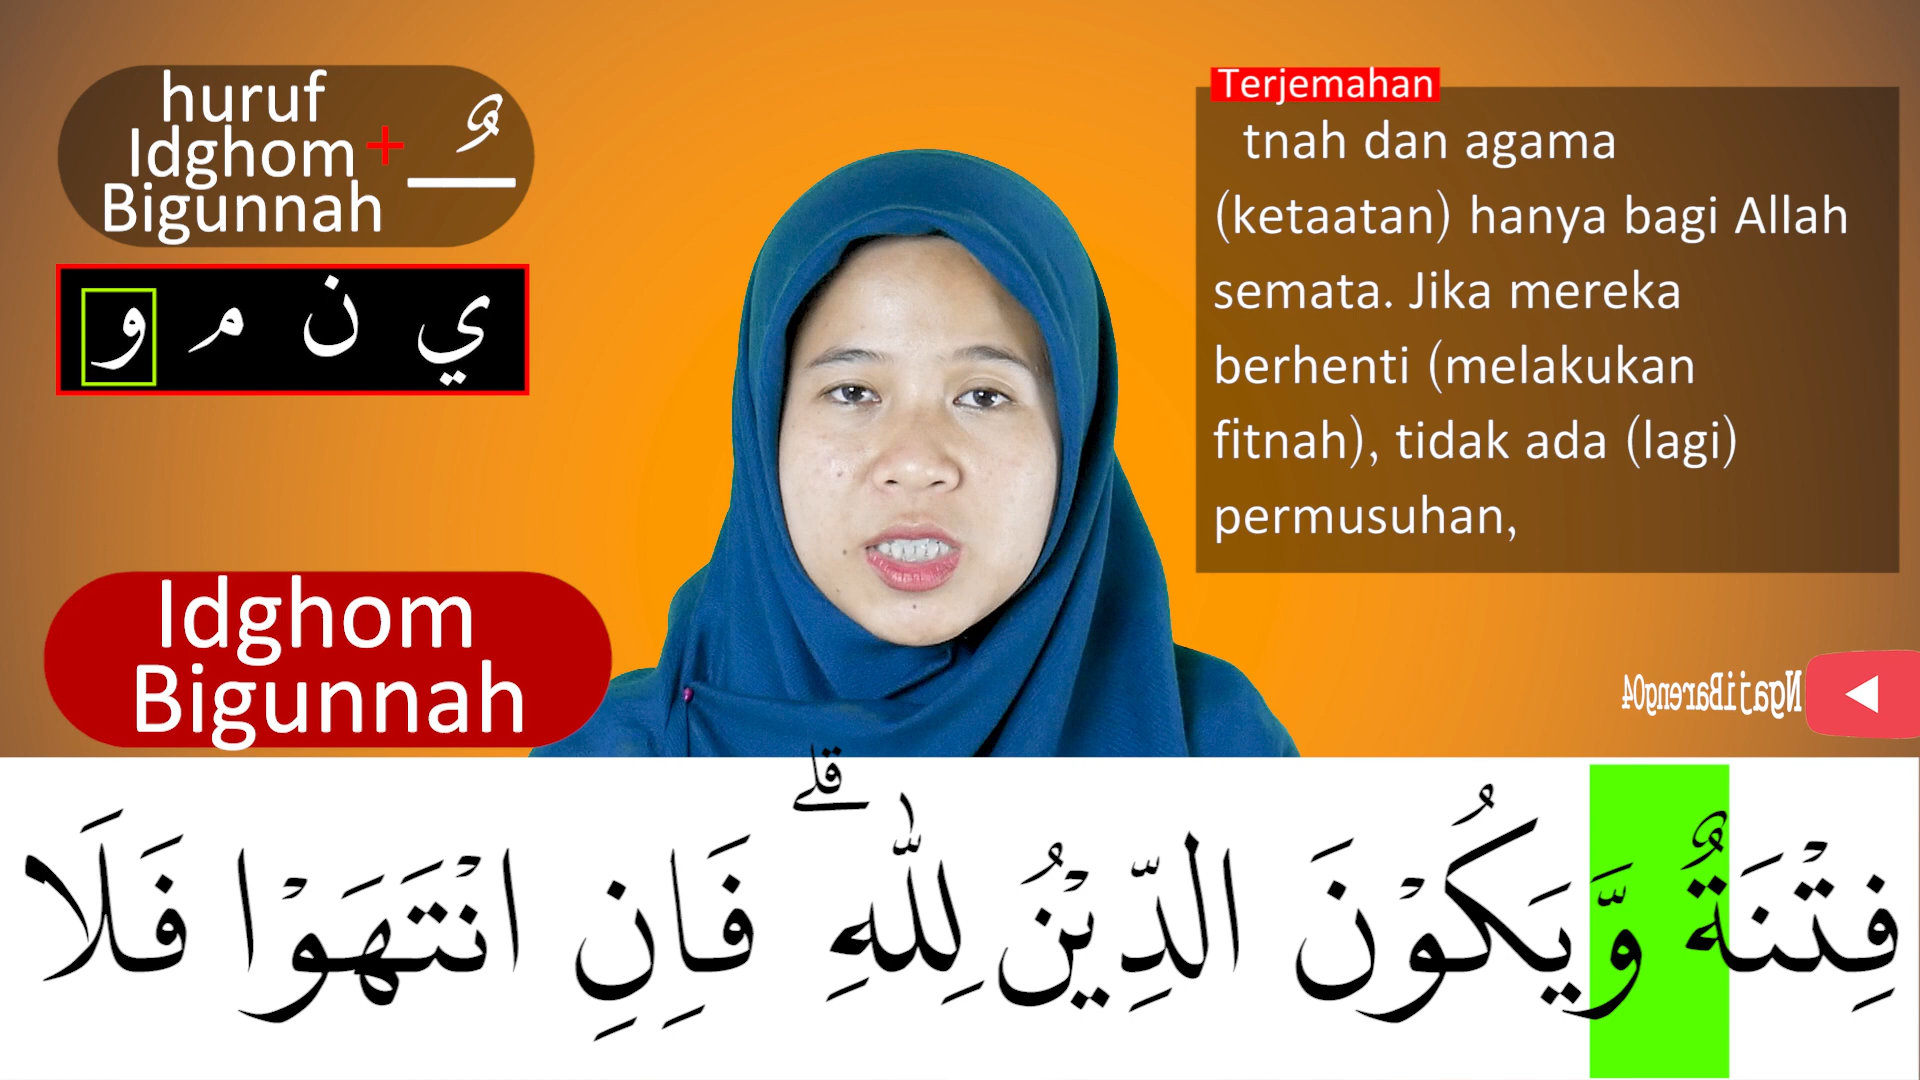 huruf
Idghom
Bigunnah
+ ـٌ
ي ن م و
Terjemahan
tnah dan agama
(ketaatan) hanya bagi Allah
semata. Jika mereka
berhenti (melakukan
fitnah), tidak ada (lagi)
permusuhan,
Idghom
Bigunnah
NgajiBareng04
فِتْنَةٌ وَّيَكُوْنَ الدِّيْنُ لِلّٰهِ ۗ فَاِنِ انْتَهَوْا فَلَا